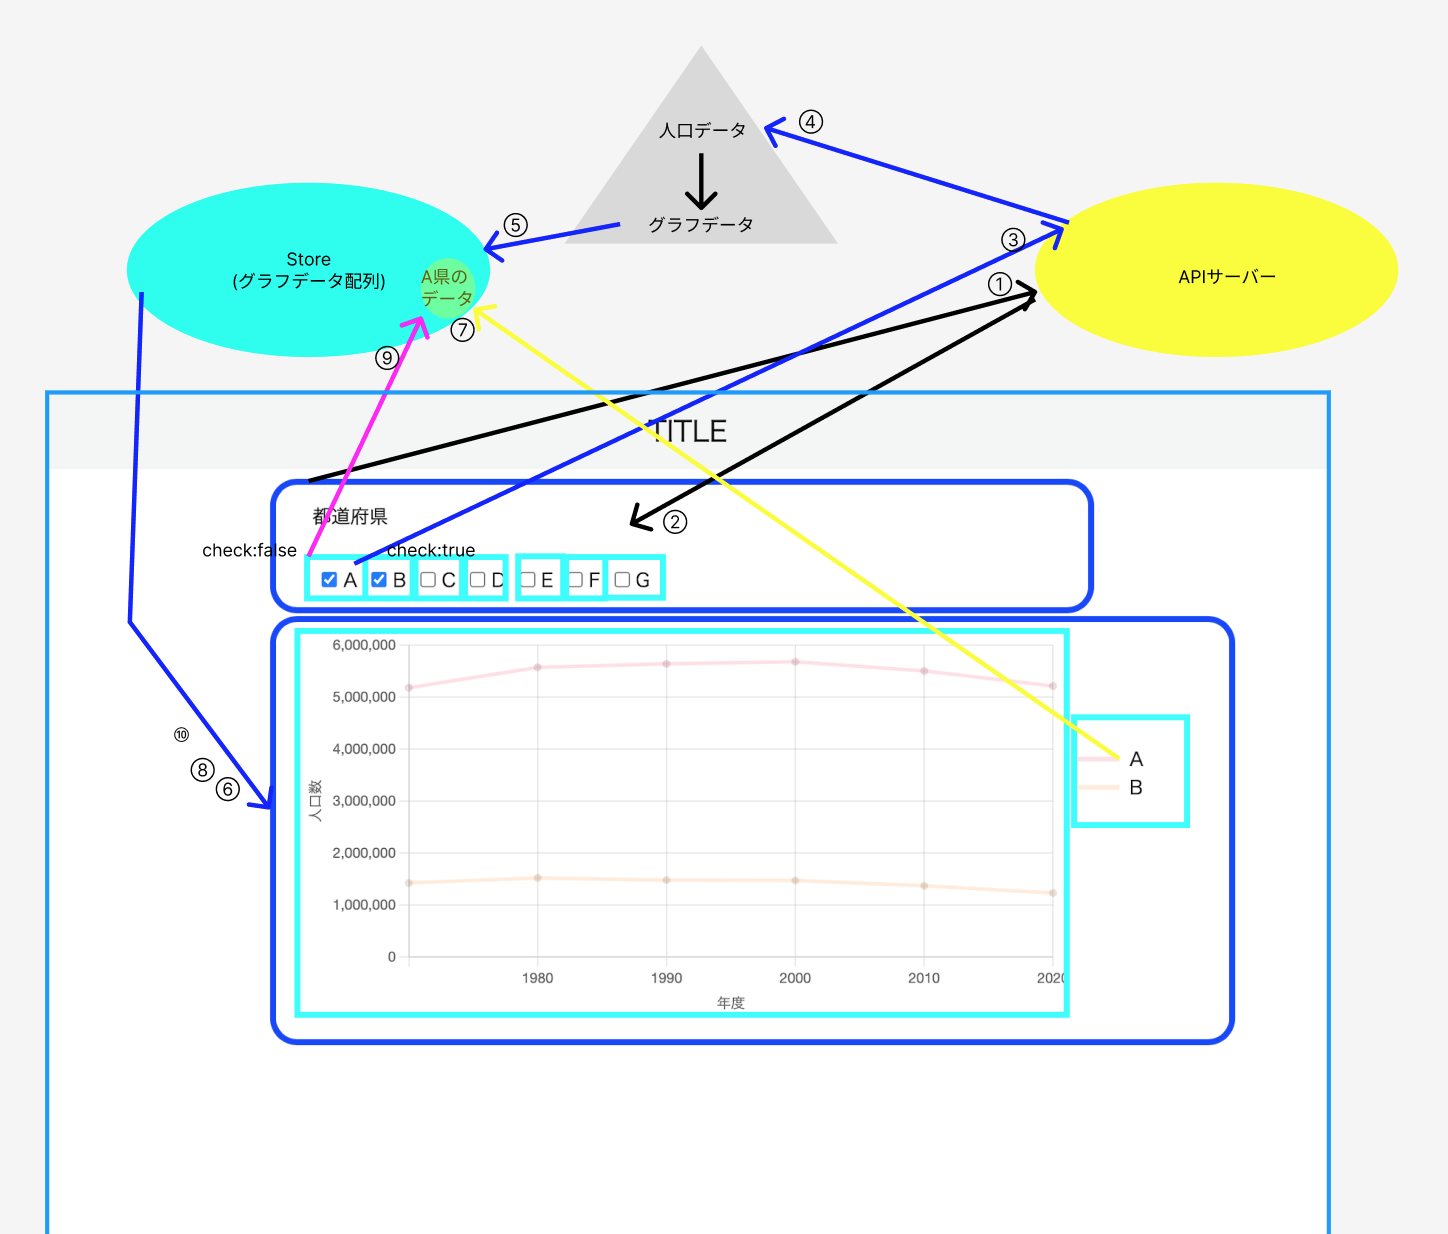 人口データ
グラフデータ
④
⑤
③
①
Store
(グラフデータ配列)
A県の
データ
APIサーバー
⑦
⑨
TITLE
都道府県
②
check:false
check:true
A
B
C
D
E
F
G
6,000,000
5,000,000
4,000,000
3,000,000
2,000,000
1,000,000
0
人口数
1980
1990
2000
2010
2020
年度
A
B
⑩
⑧
⑥